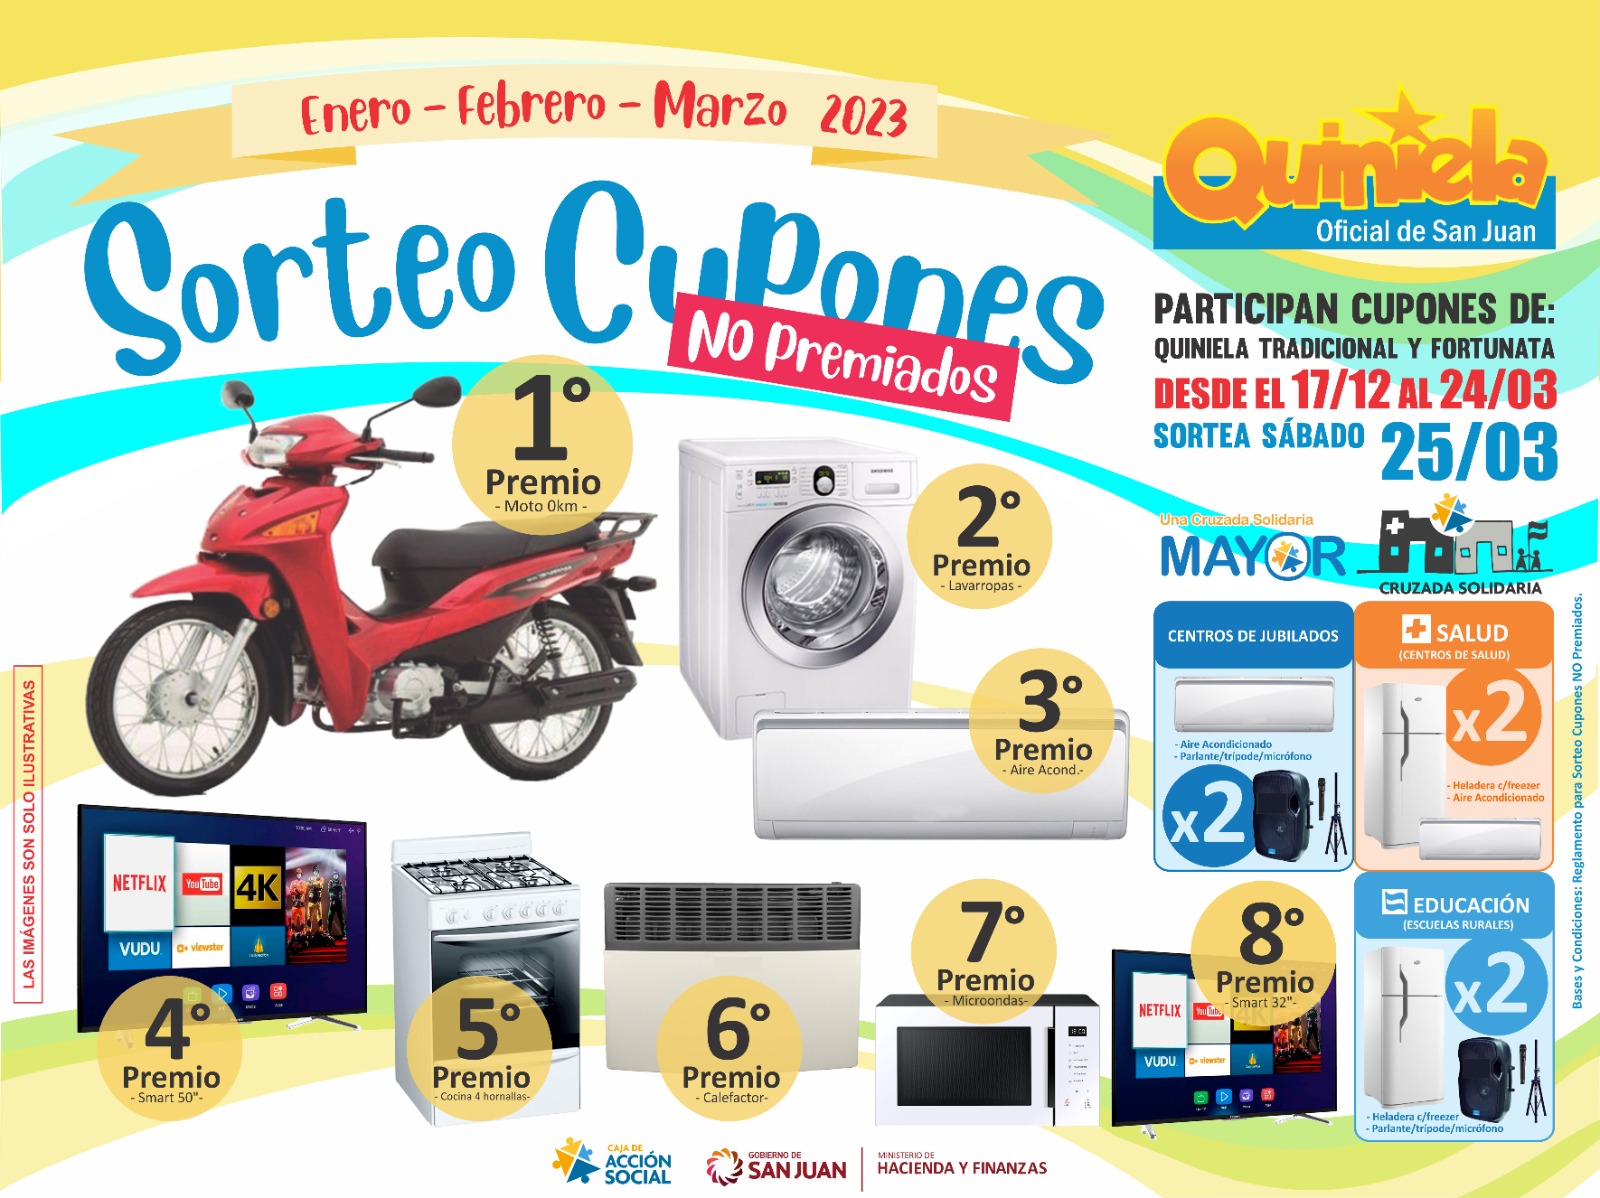 Enero - Febrero - Marzo 2023
Sorteo Cupones
NO Premiados
Quiniela
Oficial de San Juan
PARTICIPAN CUPONES DE:
QUINIELA TRADICIONAL Y FORTUNATA
DESDE EL 17/12 AL 24/03
SORTEA SÁBADO 25/03
Una Cruzada Solidaria
MAYOR
CRUZADA SOLIDARIA
1°
Premio
- Moto 0km -
SAMSUNG
2°
Premio
- Lavarropas -
3°
Premio
- Aire Acond.-
CENTROS DE JUBILADOS
- Aire Acondicionado
- Parlante/trípode/micrófono
x2
SALUD
(CENTROS DE SALUD)
x2
- Heladera c/freezer
- Aire Acondicionado
EDUCACIÓN
(ESCUELAS RURALES)
x2
- Heladera c/freezer
- Parlante/trípode/micrófono
Bases y Condiciones: Reglamento para Sorteo Cupones NO Premiados.
LAS IMÁGENES SON SOLO ILUSTRATIVAS
NETFLIX
YouTube
4K
VUDU
viewster
4°
Premio
- Smart 50"-
5°
Premio
- Cocina 4 hornallas-
6°
Premio
- Calefactor-
7°
Premio
- Microondas-
8°
Premio
- Smart 32"-
NETFLIX
YouTube
4K
VUDU
viewster
CAJA DE
ACCIÓN
SOCIAL
GOBIERNO DE
SAN JUAN
MINISTERIO DE
HACIENDA Y FINANZAS